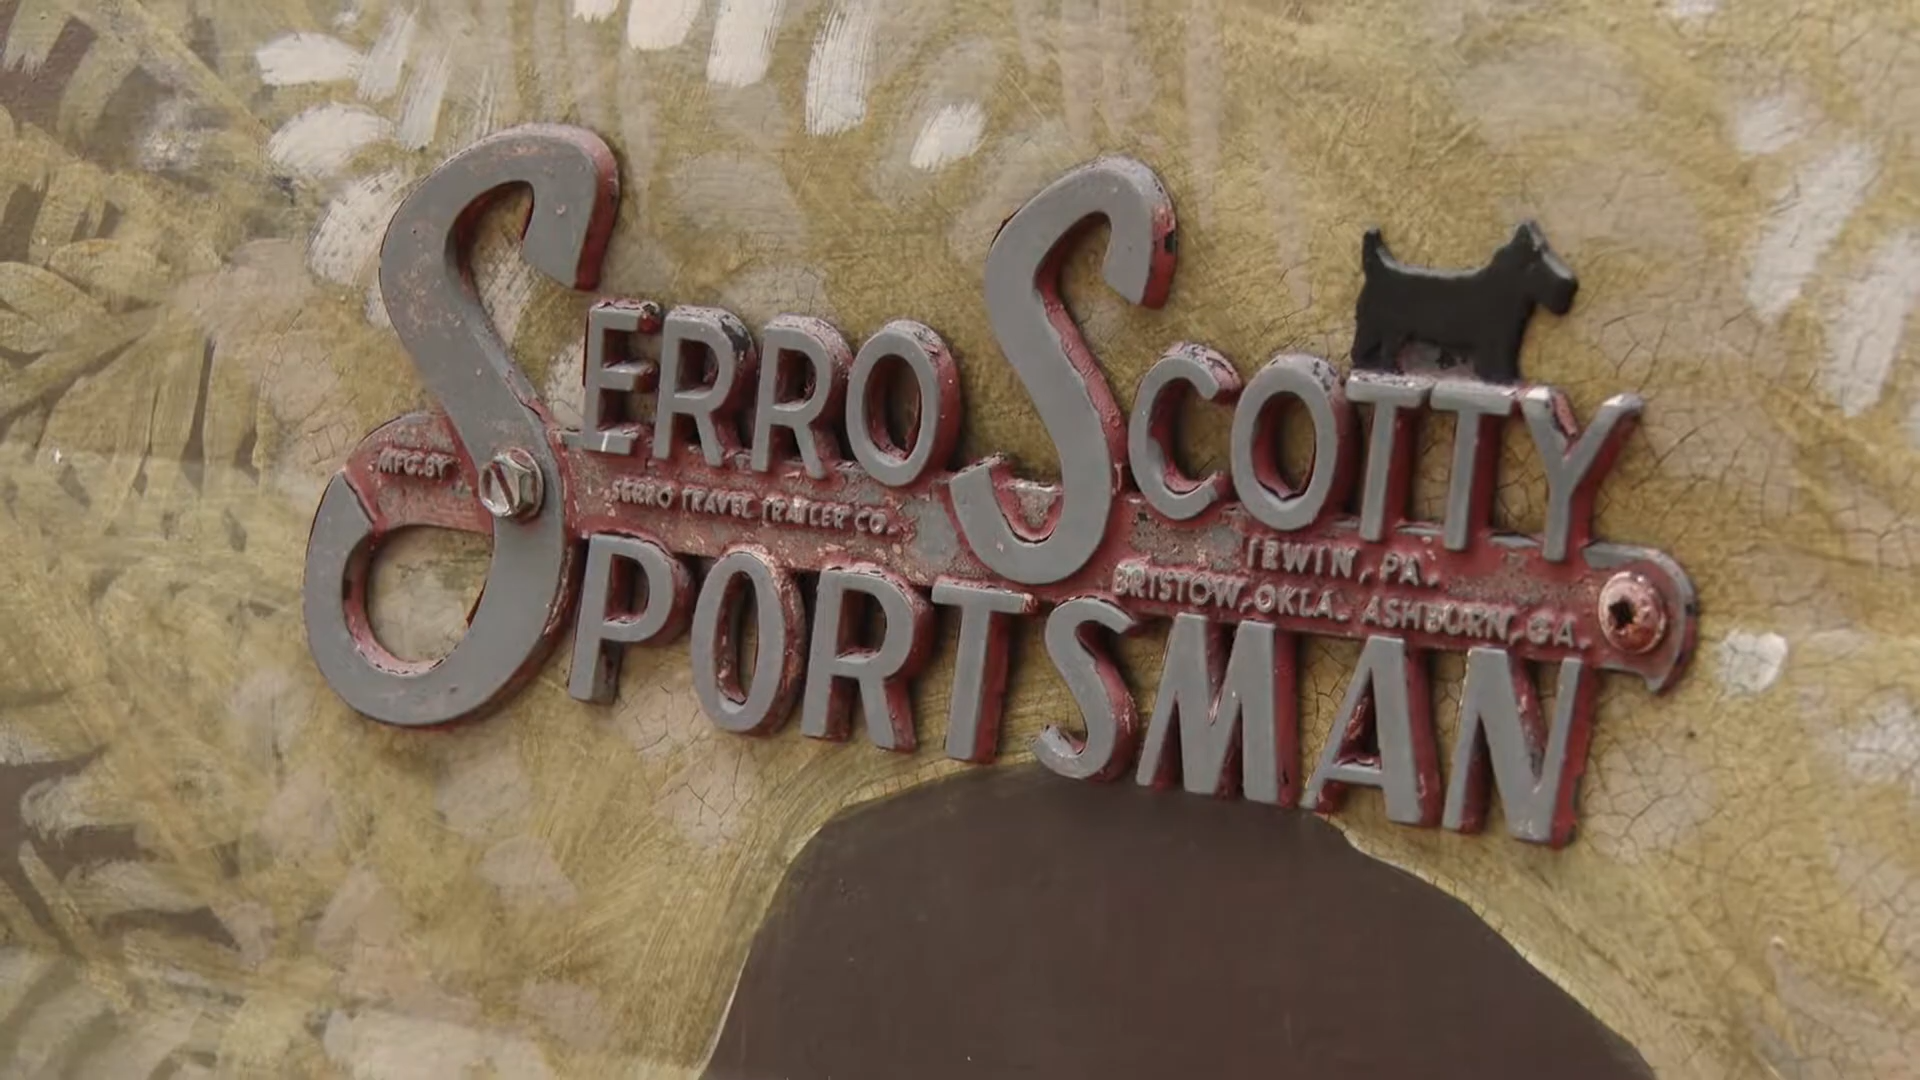 SERRO SCOTTY
MFG. BY
SERRO TRAVEL TRAILER CO.
IRWIN, PA.
BRISTOW, OKLA. ASHBURN, GA.
SPORTSMAN